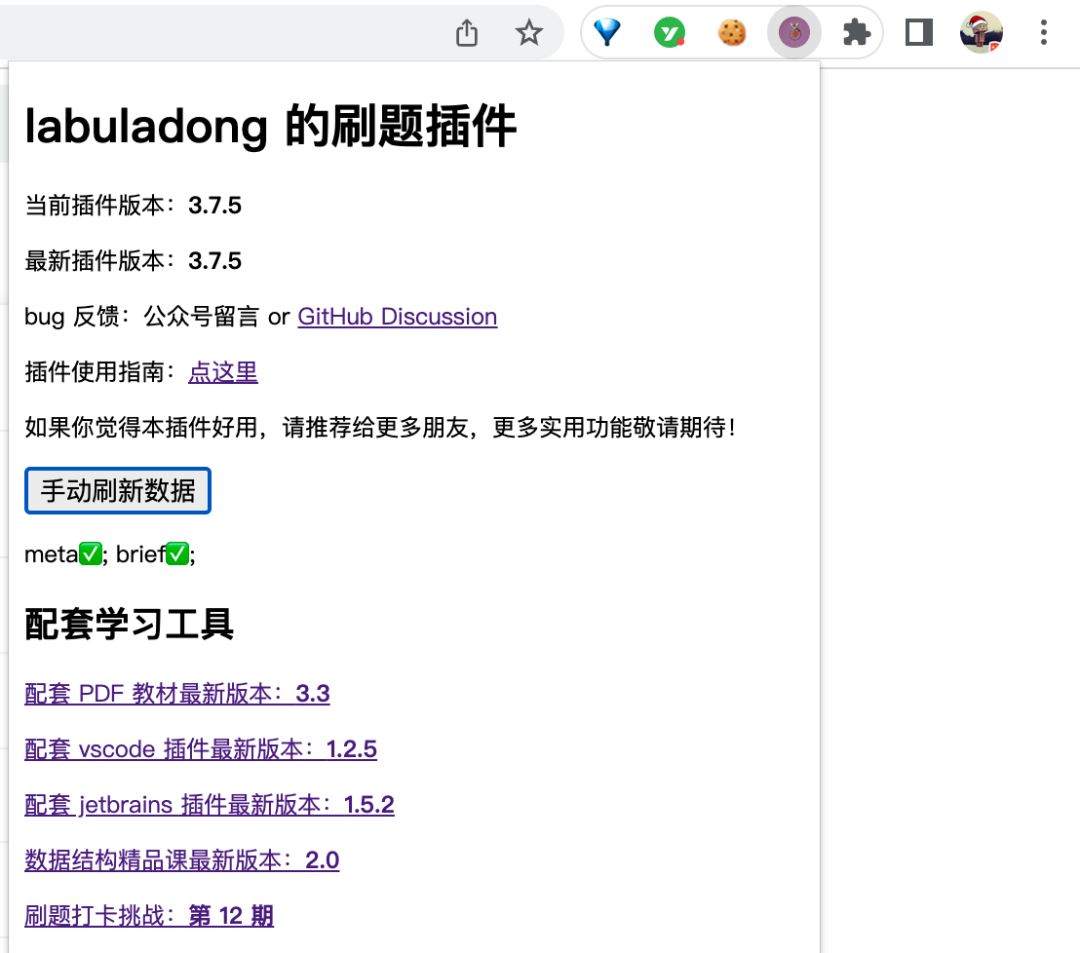 labuladong 的刷题插件
当前插件版本：3.7.5
最新插件版本：3.7.5
bug 反馈：公众号留言 or GitHub Discussion
插件使用指南：点这里
如果你觉得本插件好用，请推荐给更多朋友，更多实用功能敬请期待！
手动刷新数据
meta✅; brief✅;
配套学习工具
配套 PDF 教材最新版本：3.3
配套 vscode 插件最新版本：1.2.5
配套 jetbrains 插件最新版本：1.5.2
数据结构精品课最新版本：2.0
刷题打卡挑战：第 12 期